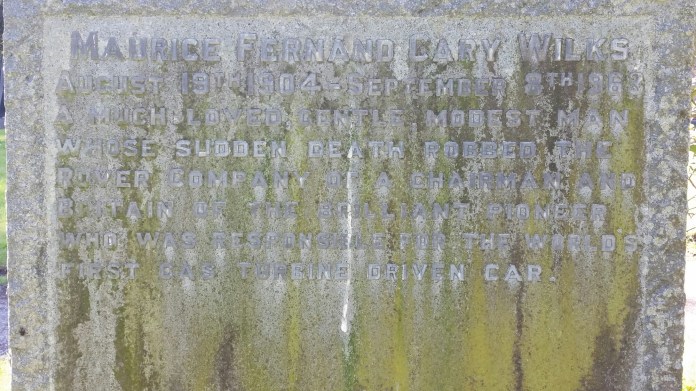 MAURICE FERNAND CARY WILKS
AUGUST 19TH 1904 – SEPTEMBER 8TH 1963
A MUCH LOVED GENTLE MODEST MAN
WHOSE SUDDEN DEATH ROBBED THE
ROVER COMPANY OF A CHAIRMAN AND
BRITAIN OF THE BRILLIANT PIONEER
WHO WAS RESPONSIBLE FOR THE WORLDS
FIRST GAS TURBINE DRIVEN CAR.